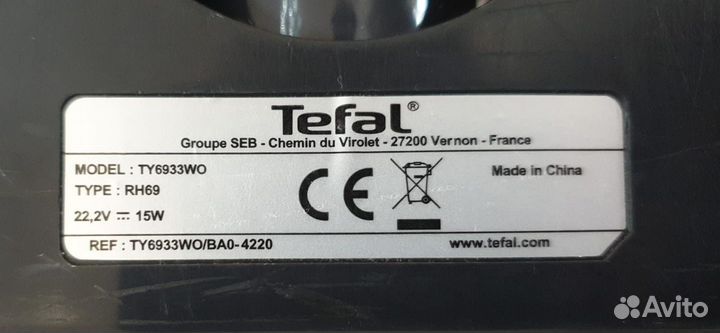 Tefal®
Groupe SEB - Chemin du Virolet - 27200 Vernon - France
MODEL : TY6933WO
TYPE : RH69
22,2V ⎓ 15W
CE
Made in China
REF : TY6933WO/BA0-4220
www.tefal.com
Avito